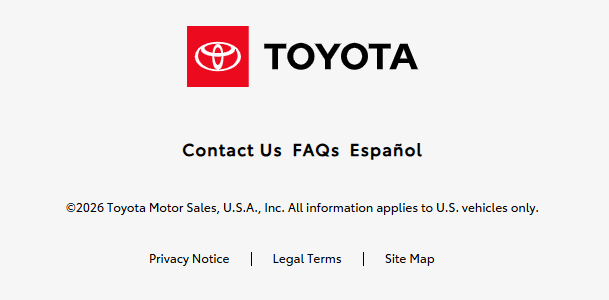 TOYOTA
Contact Us FAQs Español
©2026 Toyota Motor Sales, U.S.A., Inc. All information applies to U.S. vehicles only.
Privacy Notice | Legal Terms | Site Map